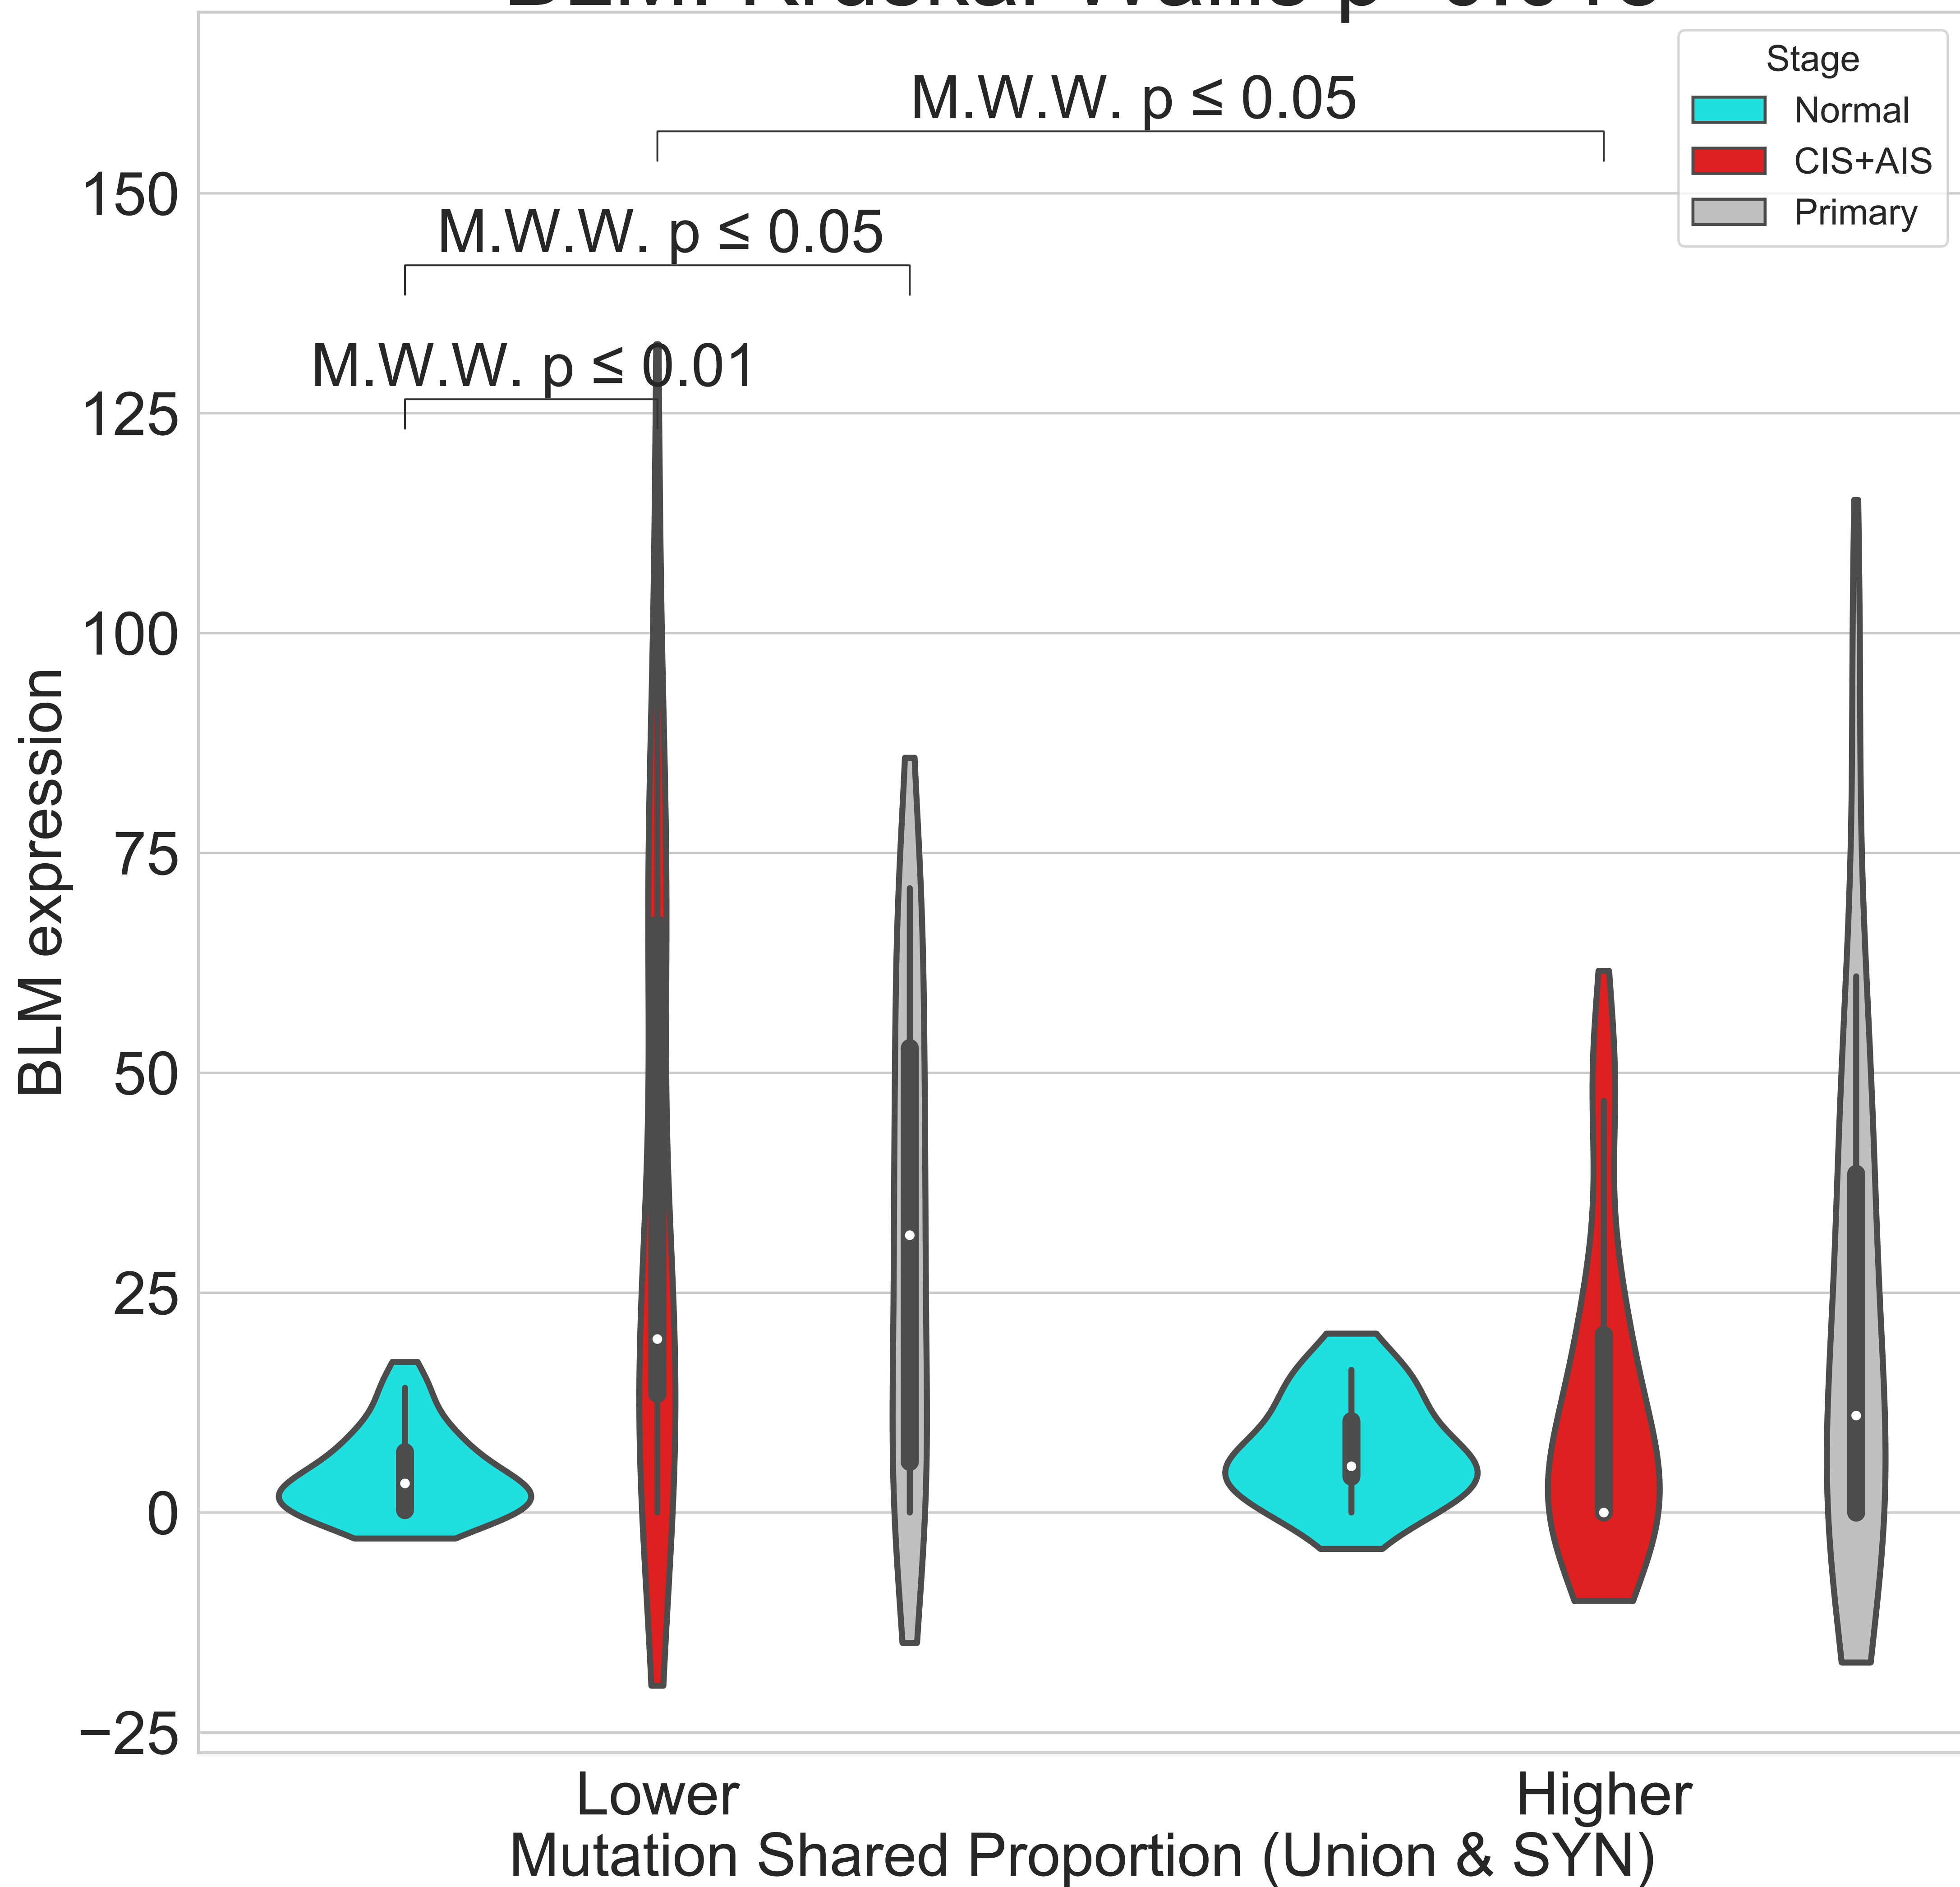 Stage
Normal
CIS+AIS
Primary
M.W.W. p ≤ 0.05
M.W.W. p ≤ 0.05
M.W.W. p ≤ 0.01
150
125
100
75
50
25
0
−25
BLM expression
Lower
Higher
Mutation Shared Proportion (Union & SYN)